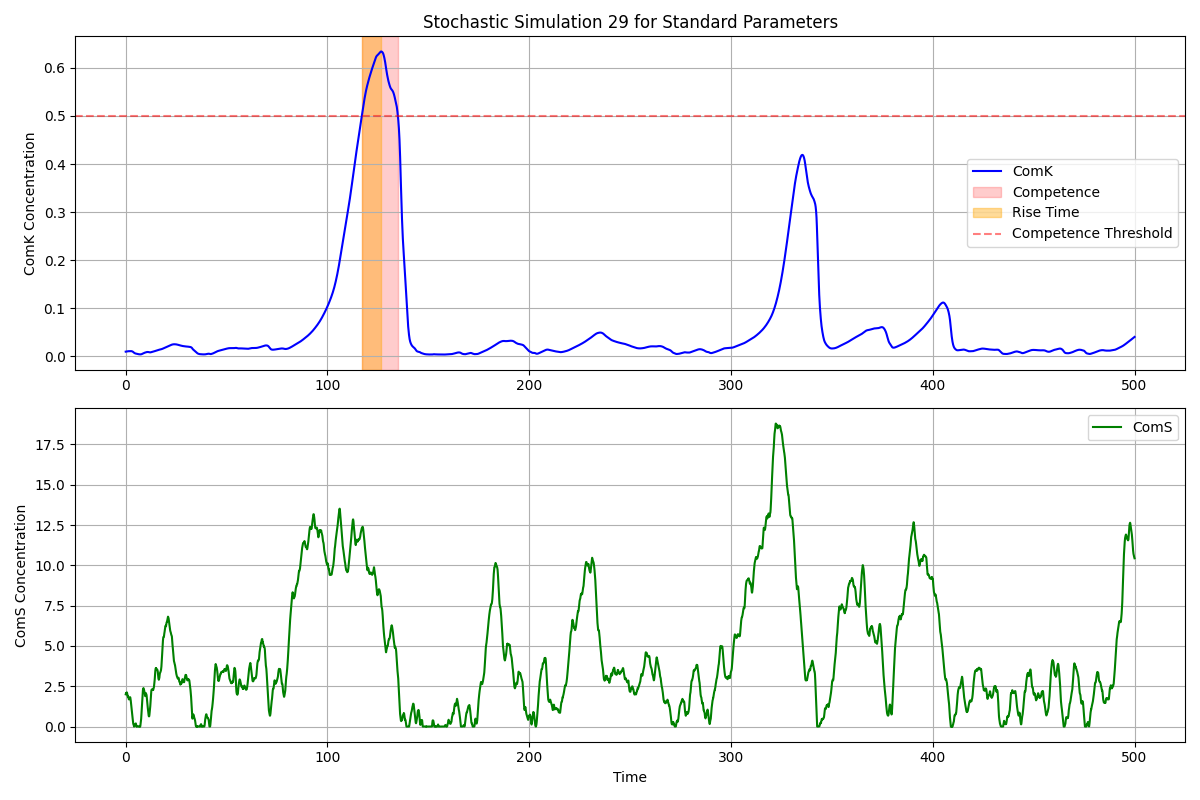 Stochastic Simulation 29 for Standard Parameters
ComK Concentration
0.6
0.5
0.4
0.3
0.2
0.1
0.0
0 100 200 300 400 500
ComK
Competence
Rise Time
Competence Threshold
ComS Concentration
17.5
15.0
12.5
10.0
7.5
5.0
2.5
0.0
ComS
0 100 200 300 400 500
Time